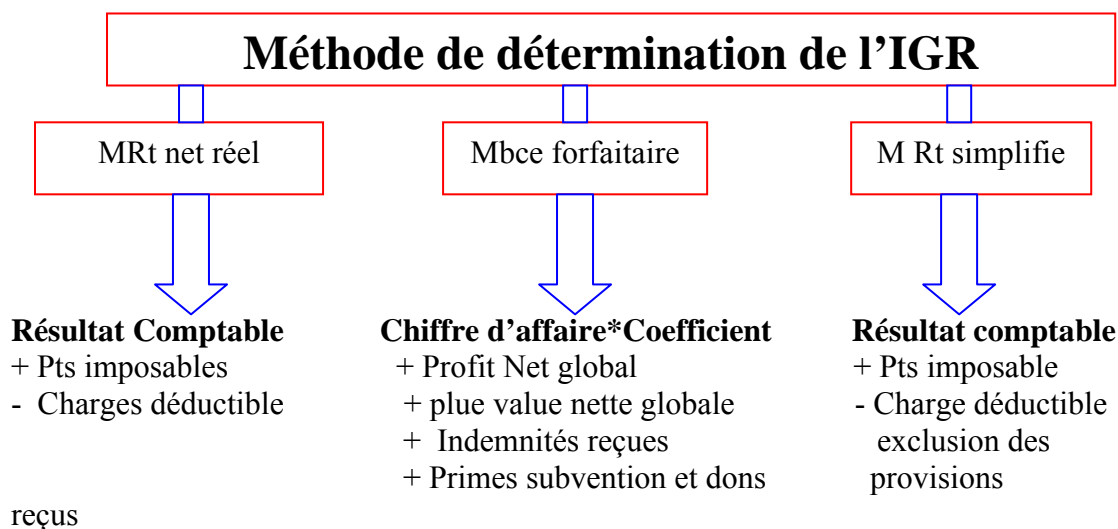 Méthode de détermination de l'IGR
MRt net réel
Mbce forfaitaire
M Rt simplifie
Résultat Comptable
+ Pts imposables
- Charges déductible
Chiffre d'affaire*Coefficient
+ Profit Net global
+ plue value nette globale
+ Indemnités reçues
+ Primes subvention et dons
reçus
Résultat comptable
+ Pts imposable
- Charge déductible
exclusion des
provisions